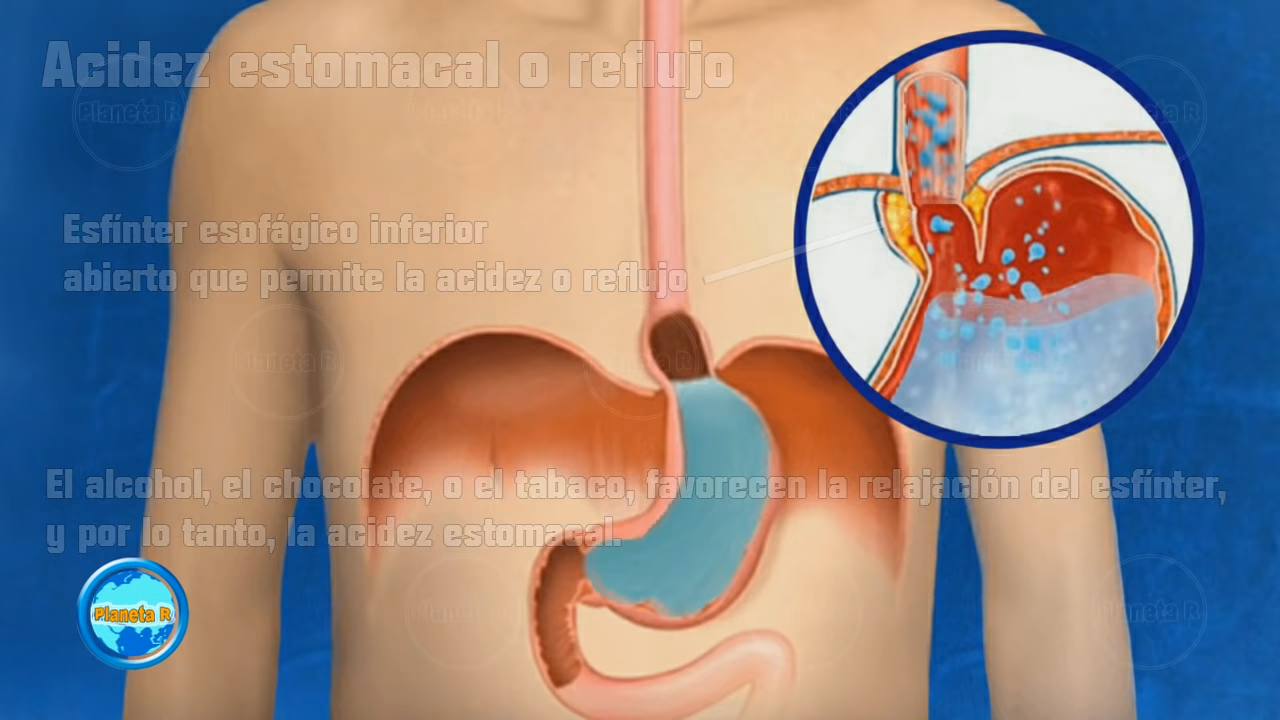 Acidez estomacal o reflujo
Esfínter esofágico inferior
abierto que permite la acidez o reflujo
El alcohol, el chocolate, o el tabaco, favorecen la relajación del esfínter,
y por lo tanto, la acidez estomacal.
Planeta R